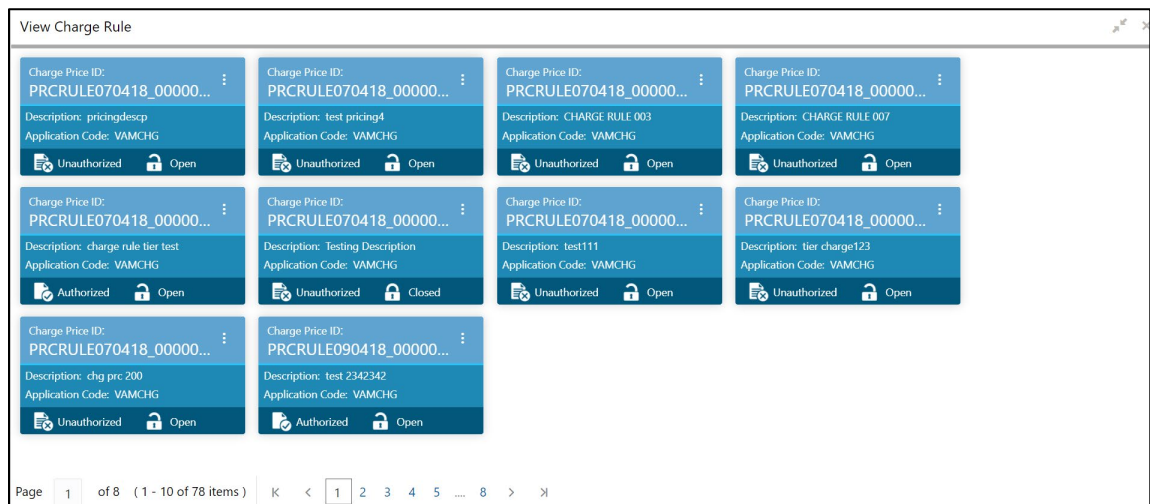 View Charge Rule
Charge Price ID:
PRCRULE070418_00000...
Description: pricingdescp
Application Code: VAMCHG
Unauthorized Open
Charge Price ID:
PRCRULE070418_00000...
Description: test pricing4
Application Code: VAMCHG
Unauthorized Open
Charge Price ID:
PRCRULE070418_00000...
Description: CHARGE RULE 003
Application Code: VAMCHG
Unauthorized Open
Charge Price ID:
PRCRULE070418_00000...
Description: CHARGE RULE 007
Application Code: VAMCHG
Unauthorized Open
Charge Price ID:
PRCRULE070418_00000...
Description: charge rule tier test
Application Code: VAMCHG
Authorized Open
Charge Price ID:
PRCRULE070418_00000...
Description: Testing Description
Application Code: VAMCHG
Unauthorized Closed
Charge Price ID:
PRCRULE070418_00000...
Description: test111
Application Code: VAMCHG
Unauthorized Open
Charge Price ID:
PRCRULE070418_00000...
Description: tier charge123
Application Code: VAMCHG
Unauthorized Open
Charge Price ID:
PRCRULE070418_00000...
Description: chg prc 200
Application Code: VAMCHG
Unauthorized Open
Charge Price ID:
PRCRULE090418_00000...
Description: test 2342342
Application Code: VAMCHG
Authorized Open
Page 1 of 8 ( 1 - 10 of 78 items ) 1 2 3 4 5 .... 8